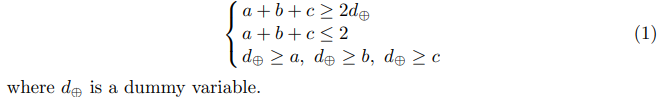 a + b + c ≥ 2d⊕
a + b + c ≤ 2
d⊕ ≥ a, d⊕ ≥ b, d⊕ ≥ c
(1)
where d⊕ is a dummy variable.